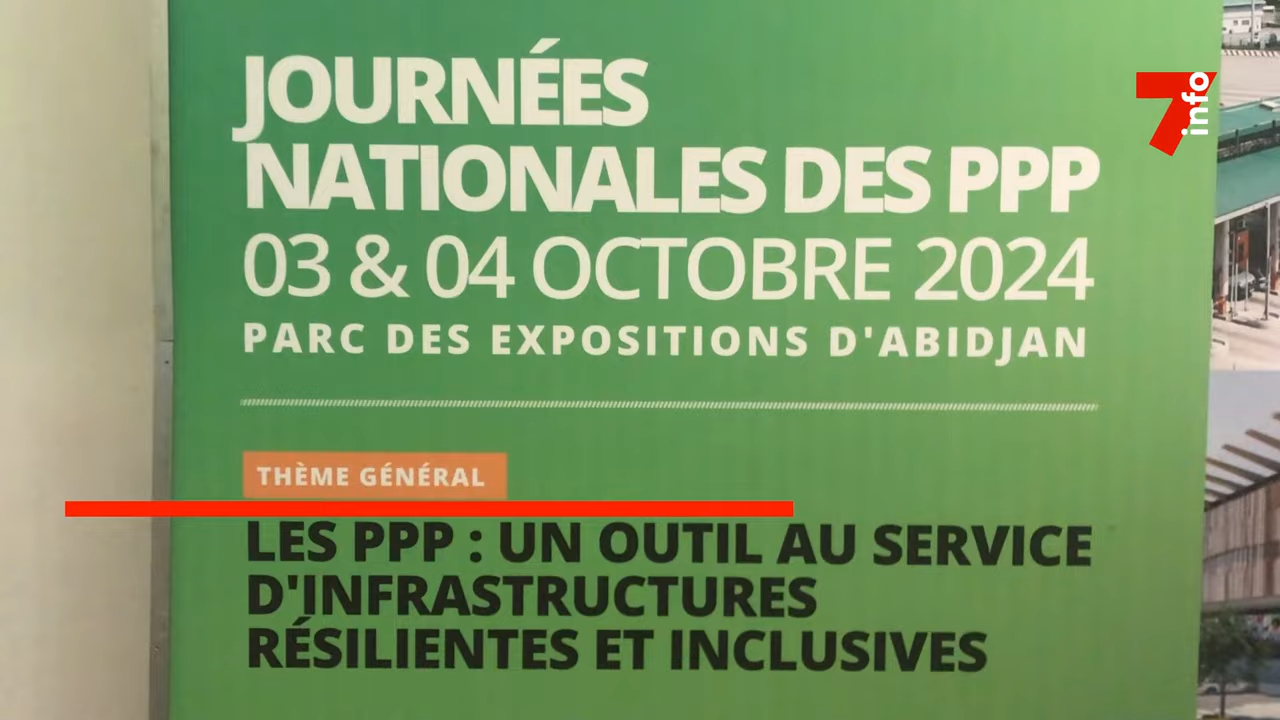 JOURNÉES
NATIONALES DES PPP
03 & 04 OCTOBRE 2024
PARC DES EXPOSITIONS D'ABIDJAN
THÈME GÉNÉRAL
LES PPP : UN OUTIL AU SERVICE
D'INFRASTRUCTURES
RÉSILIENTES ET INCLUSIVES
7info